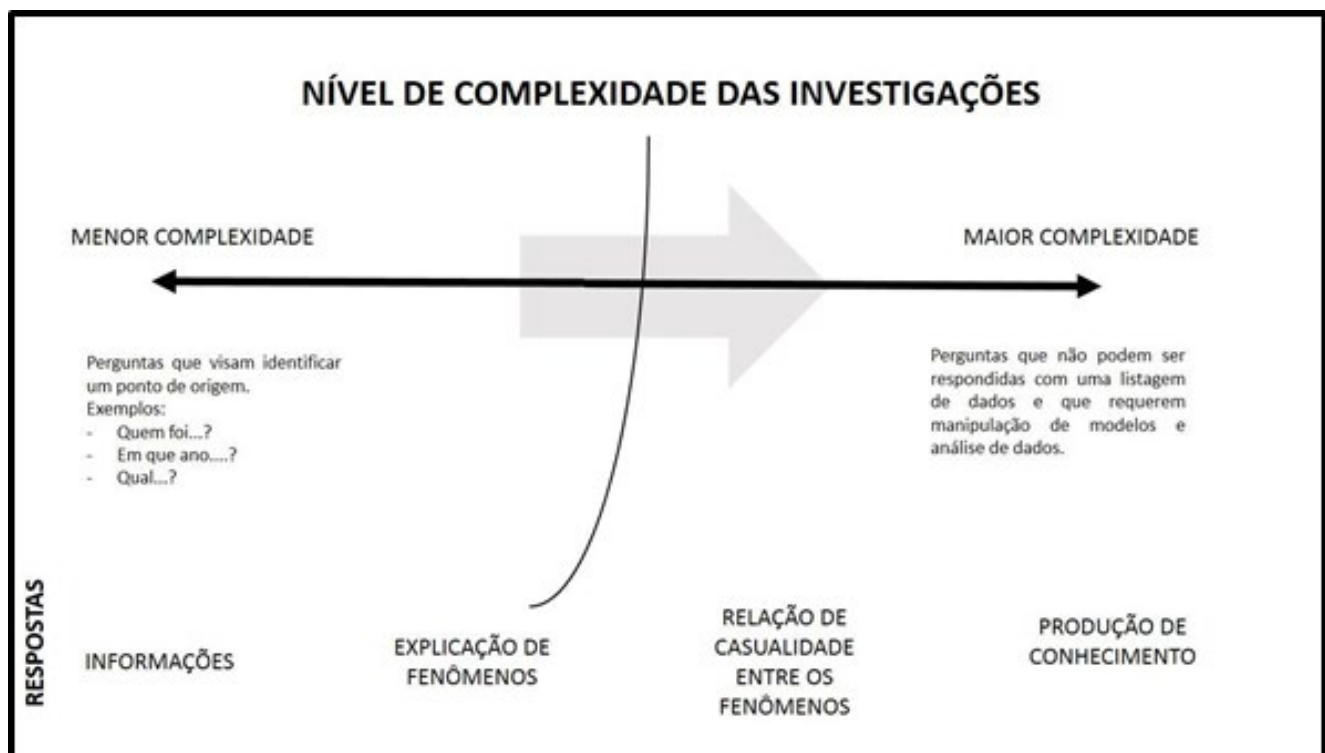 NÍVEL DE COMPLEXIDADE DAS INVESTIGAÇÕES
MENOR COMPLEXIDADE
MAIOR COMPLEXIDADE
Perguntas que visam identificar
um ponto de origem.
Exemplos:
- Quem foi...?
- Em que ano....?
- Qual...?
Perguntas que não podem ser
respondidas com uma listagem
de dados e que requerem
manipulação de modelos e
análise de dados.
RESPOSTAS
INFORMAÇÕES
EXPLICAÇÃO DE
FENÔMENOS
RELAÇÃO DE
CASUALIDADE
ENTRE OS
FENÔMENOS
PRODUÇÃO DE
CONHECIMENTO